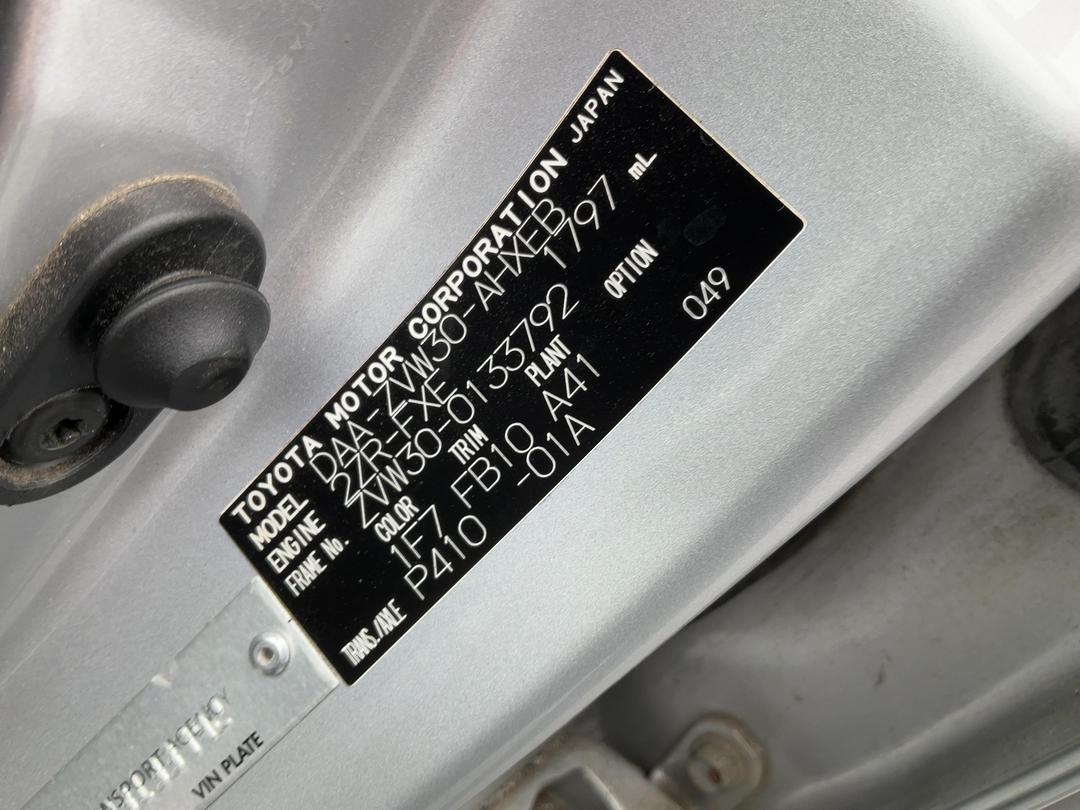 TOYOTA MOTOR CORPORATION JAPAN
MODEL DAA-ZVW30-AHXEB
ENGINE 2ZR-FXE 1797 mL
FRAME No. ZVW30-0133792
COLOR TRIM PLANT OPTION
1F7 FB10 A41 049
TRANS./AXLE P410 -01A
VIN PLATE